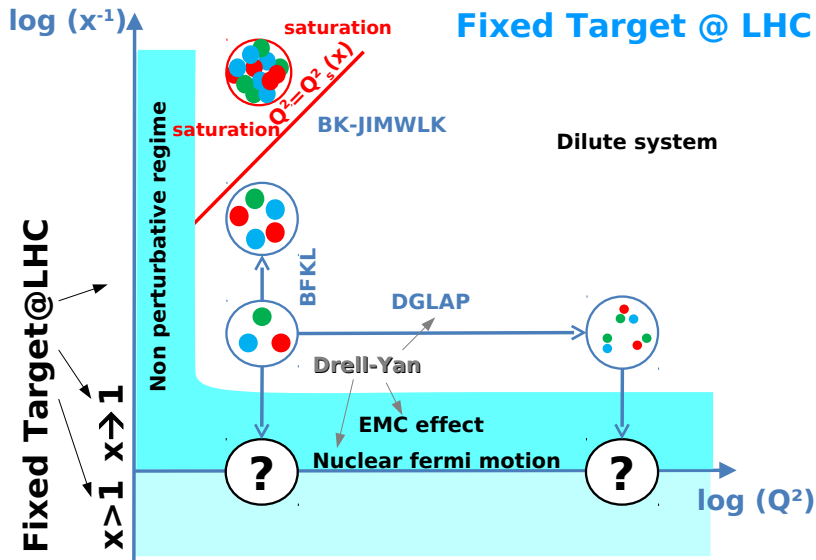 log (x⁻¹)
saturation
Fixed Target @ LHC
Q²=Q²ₛ(x)
saturation
BK-JIMWLK
Dilute system
Non perturbative regime
Fixed Target@LHC
BFKL
DGLAP
Drell-Yan
x→1
EMC effect
Nuclear fermi motion
?
?
x>1
log (Q²)